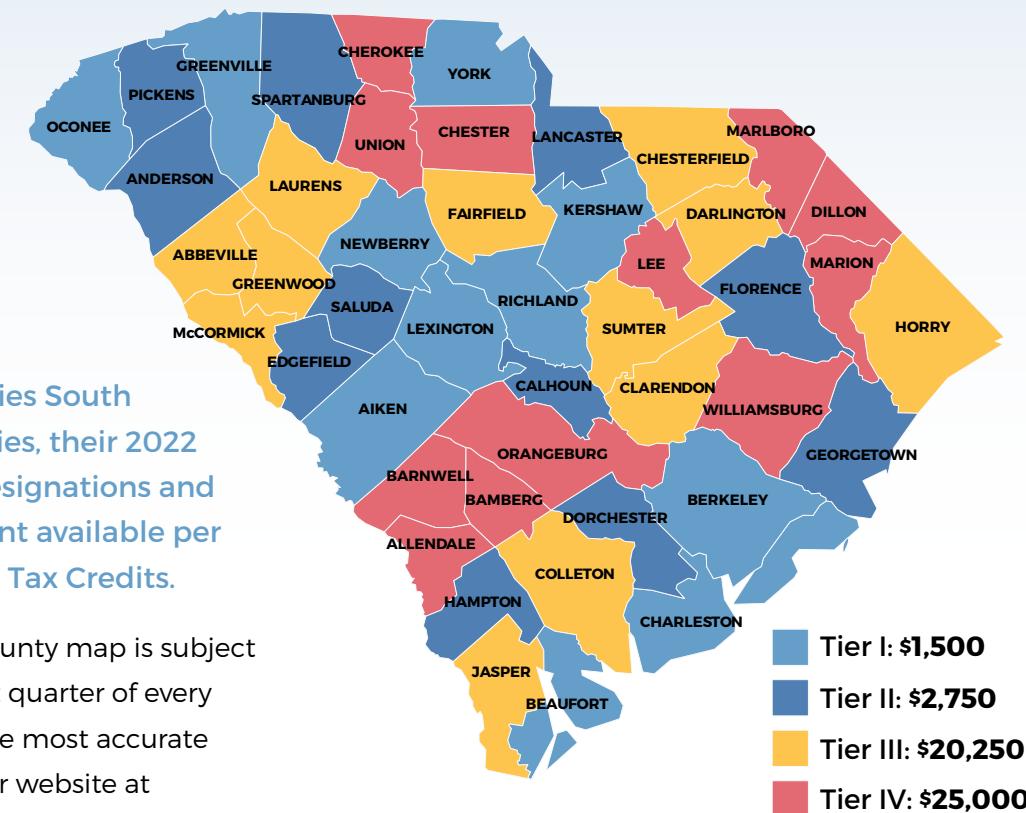 CHEROKEE
GREENVILLE
YORK
PICKENS
SPARTANBURG
OCONEE
UNION
CHESTER
LANCASTER
MARLBORO
CHESTERFIELD
ANDERSON
LAURENS
FAIRFIELD
KERSHAW
DARLINGTON
DILLON
ABBEVILLE
NEWBERRY
LEE
MARION
GREENWOOD
SALUDA
RICHLAND
FLORENCE
McCORMICK
LEXINGTON
SUMTER
HORRY
EDGEFIELD
CALHOUN
CLARENDON
AIKEN
WILLIAMSBURG
ORANGEBURG
GEORGETOWN
BARNWELL
BAMBERG
BERKELEY
DORCHESTER
ALLENDALE
COLLETON
HAMPTON
CHARLESTON
JASPER
BEAUFORT
ies South
ies, their 2022
esignations and
nt available per
Tax Credits.
ounty map is subject
t quarter of every
e most accurate
r website at
Tier I: $1,500
Tier II: $2,750
Tier III: $20,250
Tier IV: $25,000